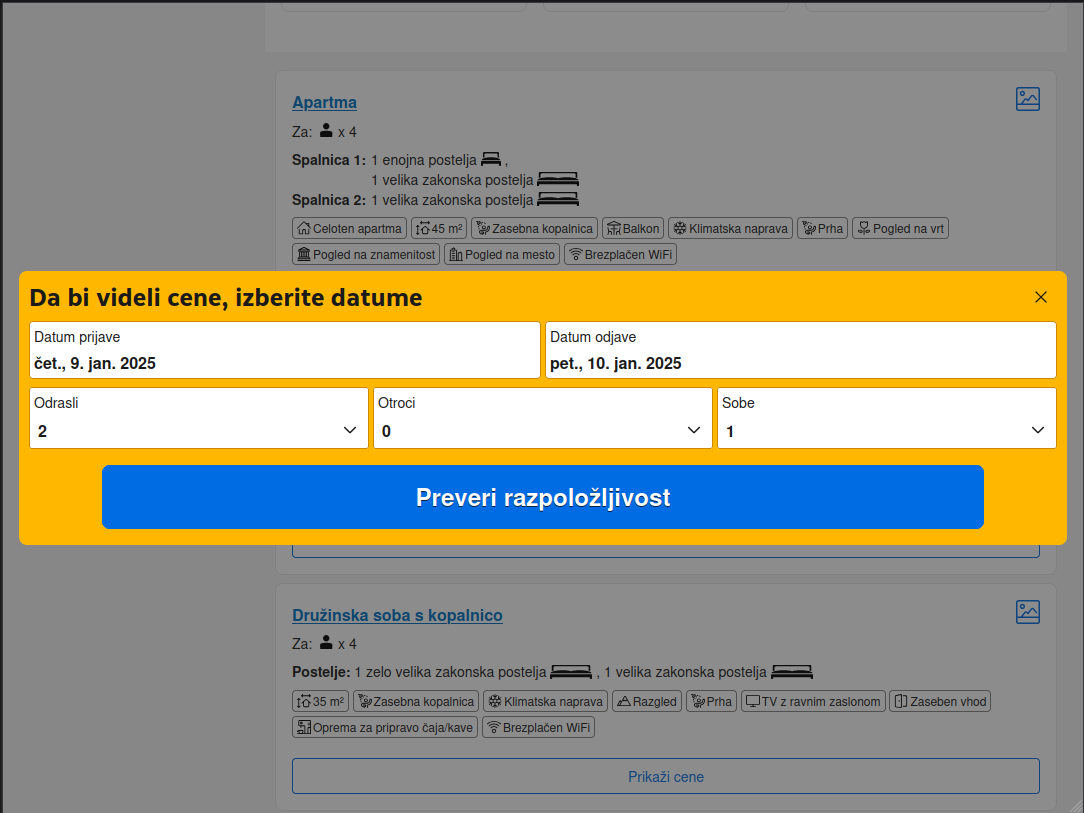 Apartma
Za: x 4
Spalnica 1: 1 enojna postelja ,
1 velika zakonska postelja
Spalnica 2: 1 velika zakonska postelja
Celoten apartma 45 m² Zasebna kopalnica Balkon Klimatska naprava Prha Pogled na vrt
Pogled na znamenitost Pogled na mesto Brezplačen WiFi
Da bi videli cene, izberite datume
Datum prijave Datum odjave
čet., 9. jan. 2025 pet., 10. jan. 2025
Odrasli Otroci Sobe
2 0 1
Preveri razpoložljivost
Družinska soba s kopalnico
Za: x 4
Postelje: 1 zelo velika zakonska postelja , 1 velika zakonska postelja
35 m² Zasebna kopalnica Klimatska naprava Razgled Prha TV z ravnim zaslonom Zaseben vhod
Oprema za pripravo čaja/kave Brezplačen WiFi
Prikaži cene